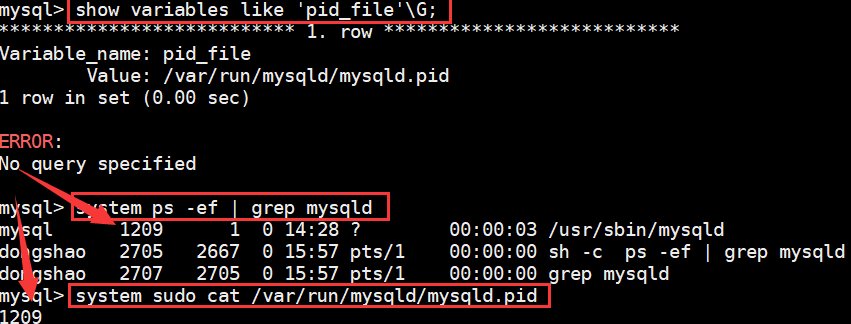 mysql> show variables like 'pid_file'\G;
*************************** 1. row ***************************
Variable_name: pid_file
        Value: /var/run/mysqld/mysqld.pid
1 row in set (0.00 sec)
ERROR:
No query specified
mysql> system ps -ef | grep mysqld
mysql     1209     1  0 14:28 ?        00:00:03 /usr/sbin/mysqld
dongshao  2705  2667  0 15:57 pts/1    00:00:00 sh -c  ps -ef | grep mysqld
dongshao  2707  2705  0 15:57 pts/1    00:00:00 grep mysqld
mysql> system sudo cat /var/run/mysqld/mysqld.pid
1209